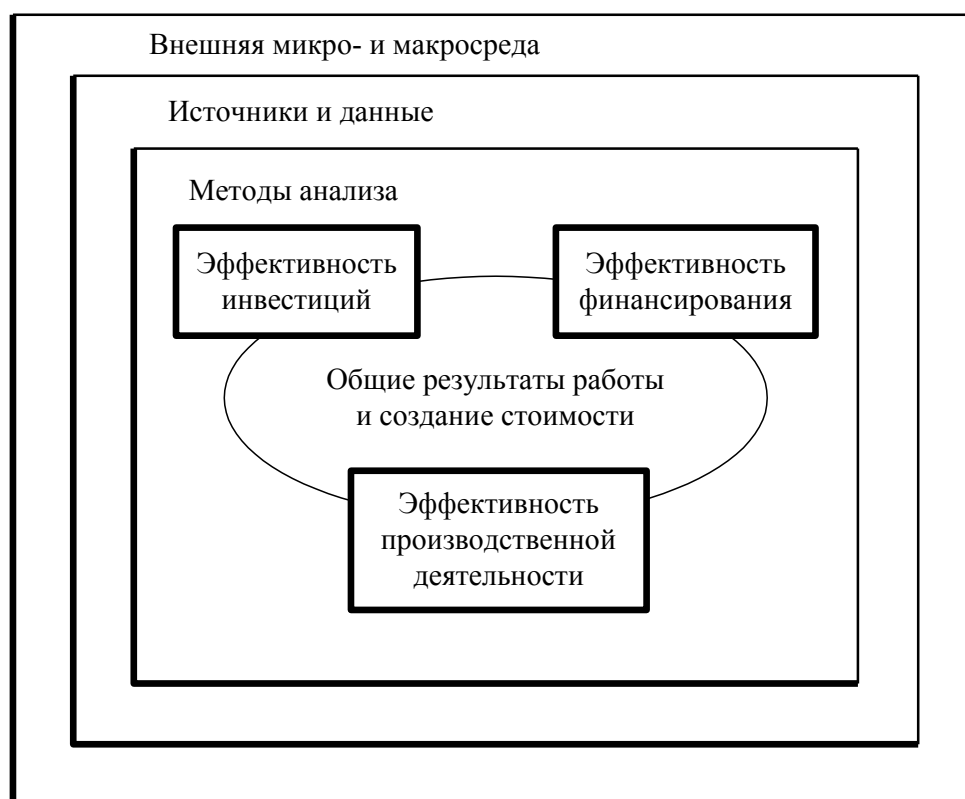 Внешняя микро- и макросреда
Источники и данные
Методы анализа
Эффективность
инвестиций
Эффективность
финансирования
Общие результаты работы
и создание стоимости
Эффективность
производственной
деятельности